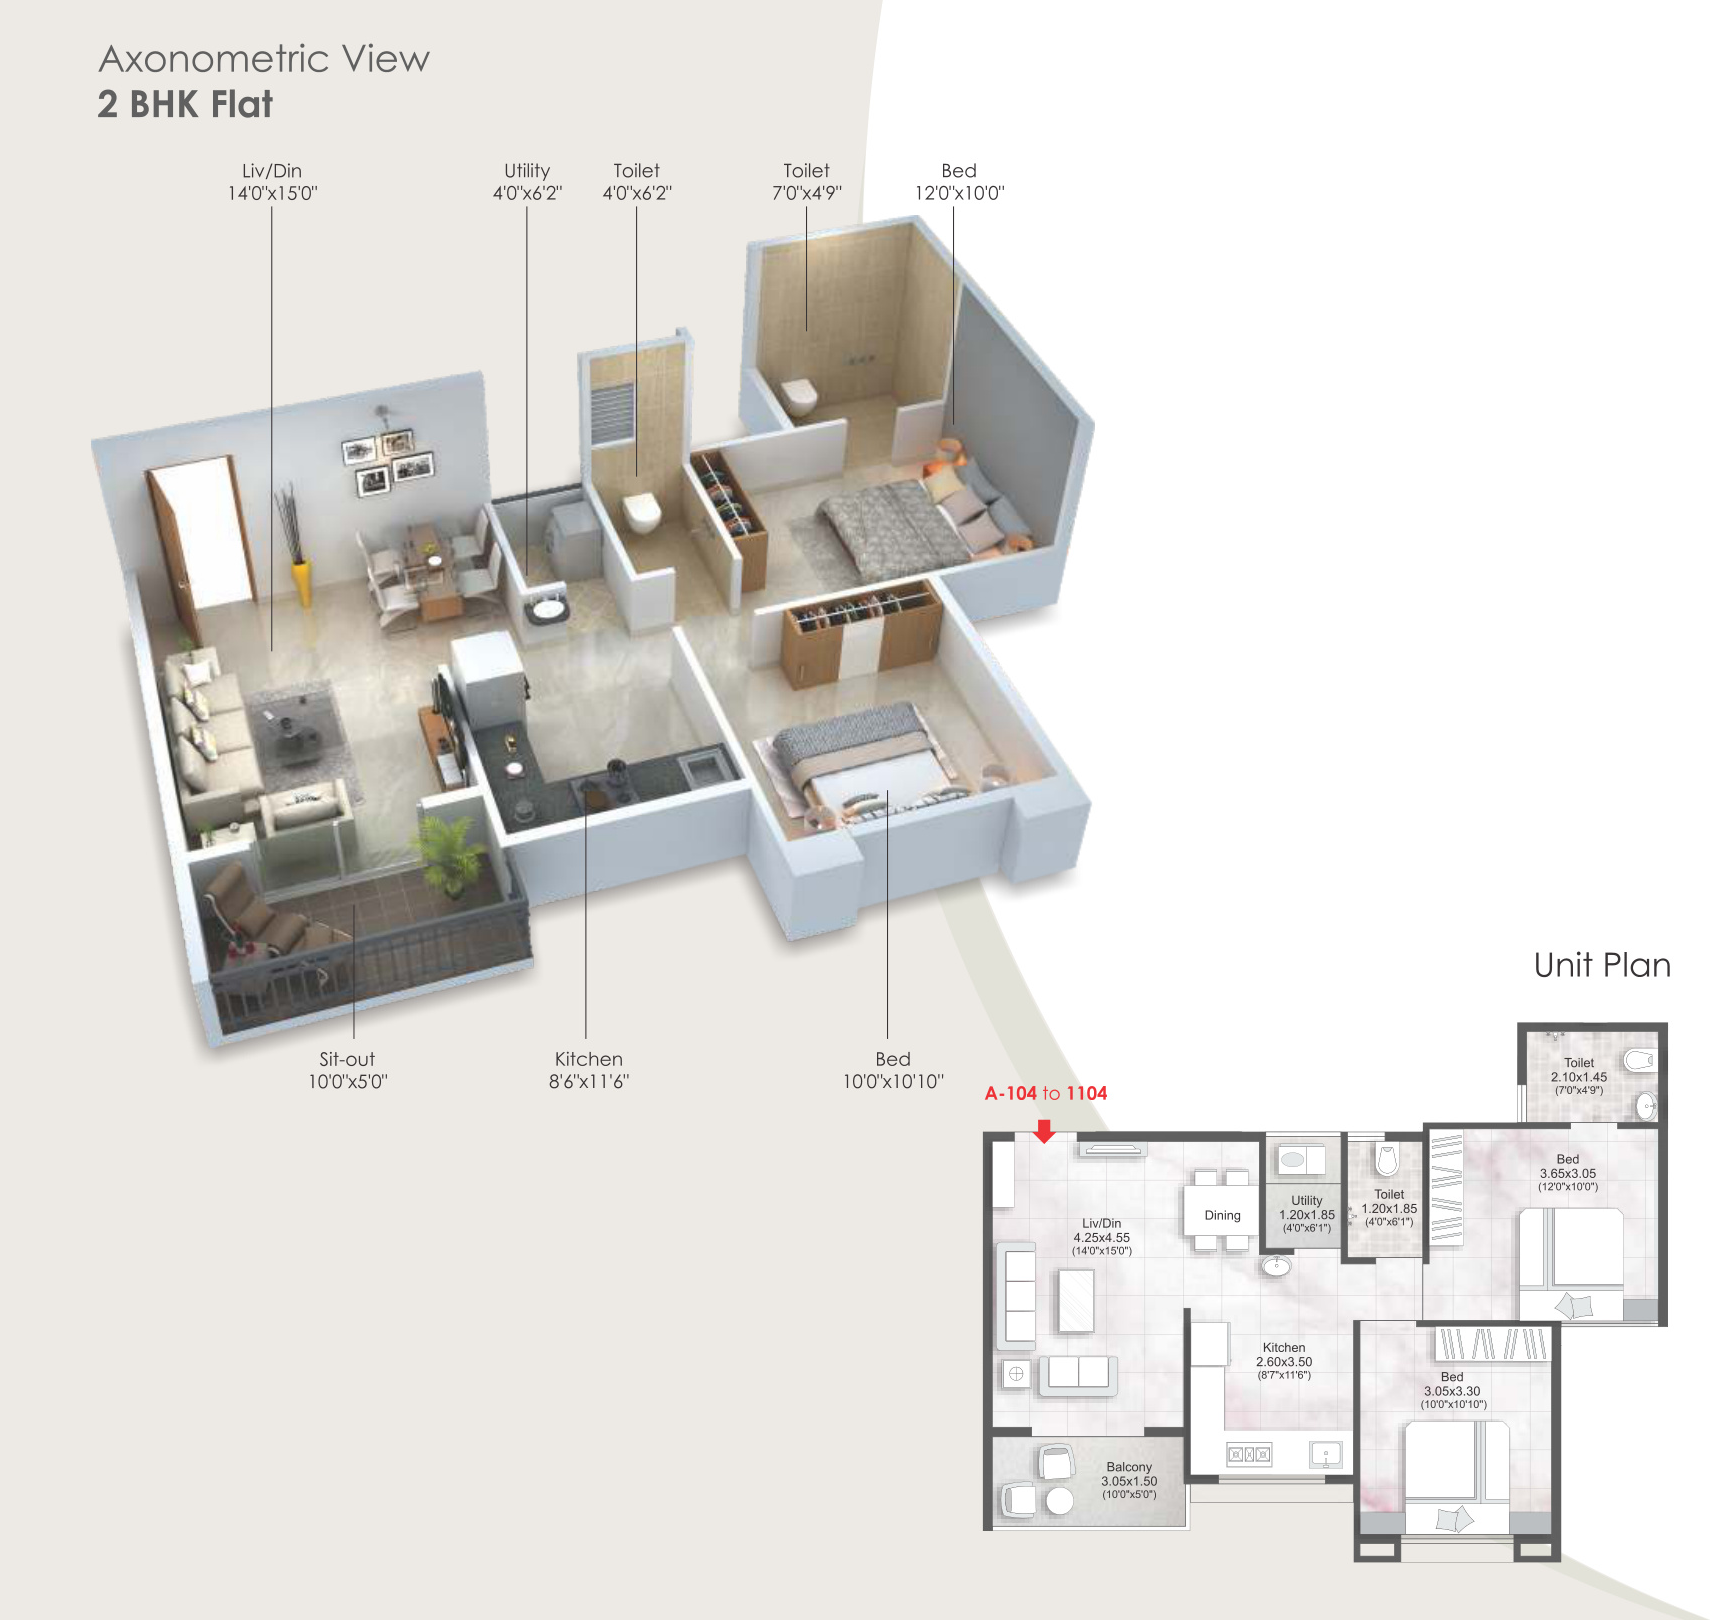 Axonometric View
2 BHK Flat
Liv/Din
14'0"x15'0"
Utility
4'0"x6'2"
Toilet
4'0"x6'2"
Toilet
7'0"x4'9"
Bed
12'0"x10'0"
Sit-out
10'0"x5'0"
Kitchen
8'6"x11'6"
Bed
10'0"x10'10"
Unit Plan
A-104 to 1104
Toilet
2.10x1.45
(7'0"x4'9")
Bed
3.65x3.05
(12'0"x10'0")
Utility
1.20x1.85
(4'0"x6'1")
Toilet
1.20x1.85
(4'0"x6'1")
Dining
Liv/Din
4.25x4.55
(14'0"x15'0")
Kitchen
2.60x3.50
(8'7"x11'6")
Bed
3.05x3.30
(10'0"x10'10")
Balcony
3.05x1.50
(10'0"x5'0")